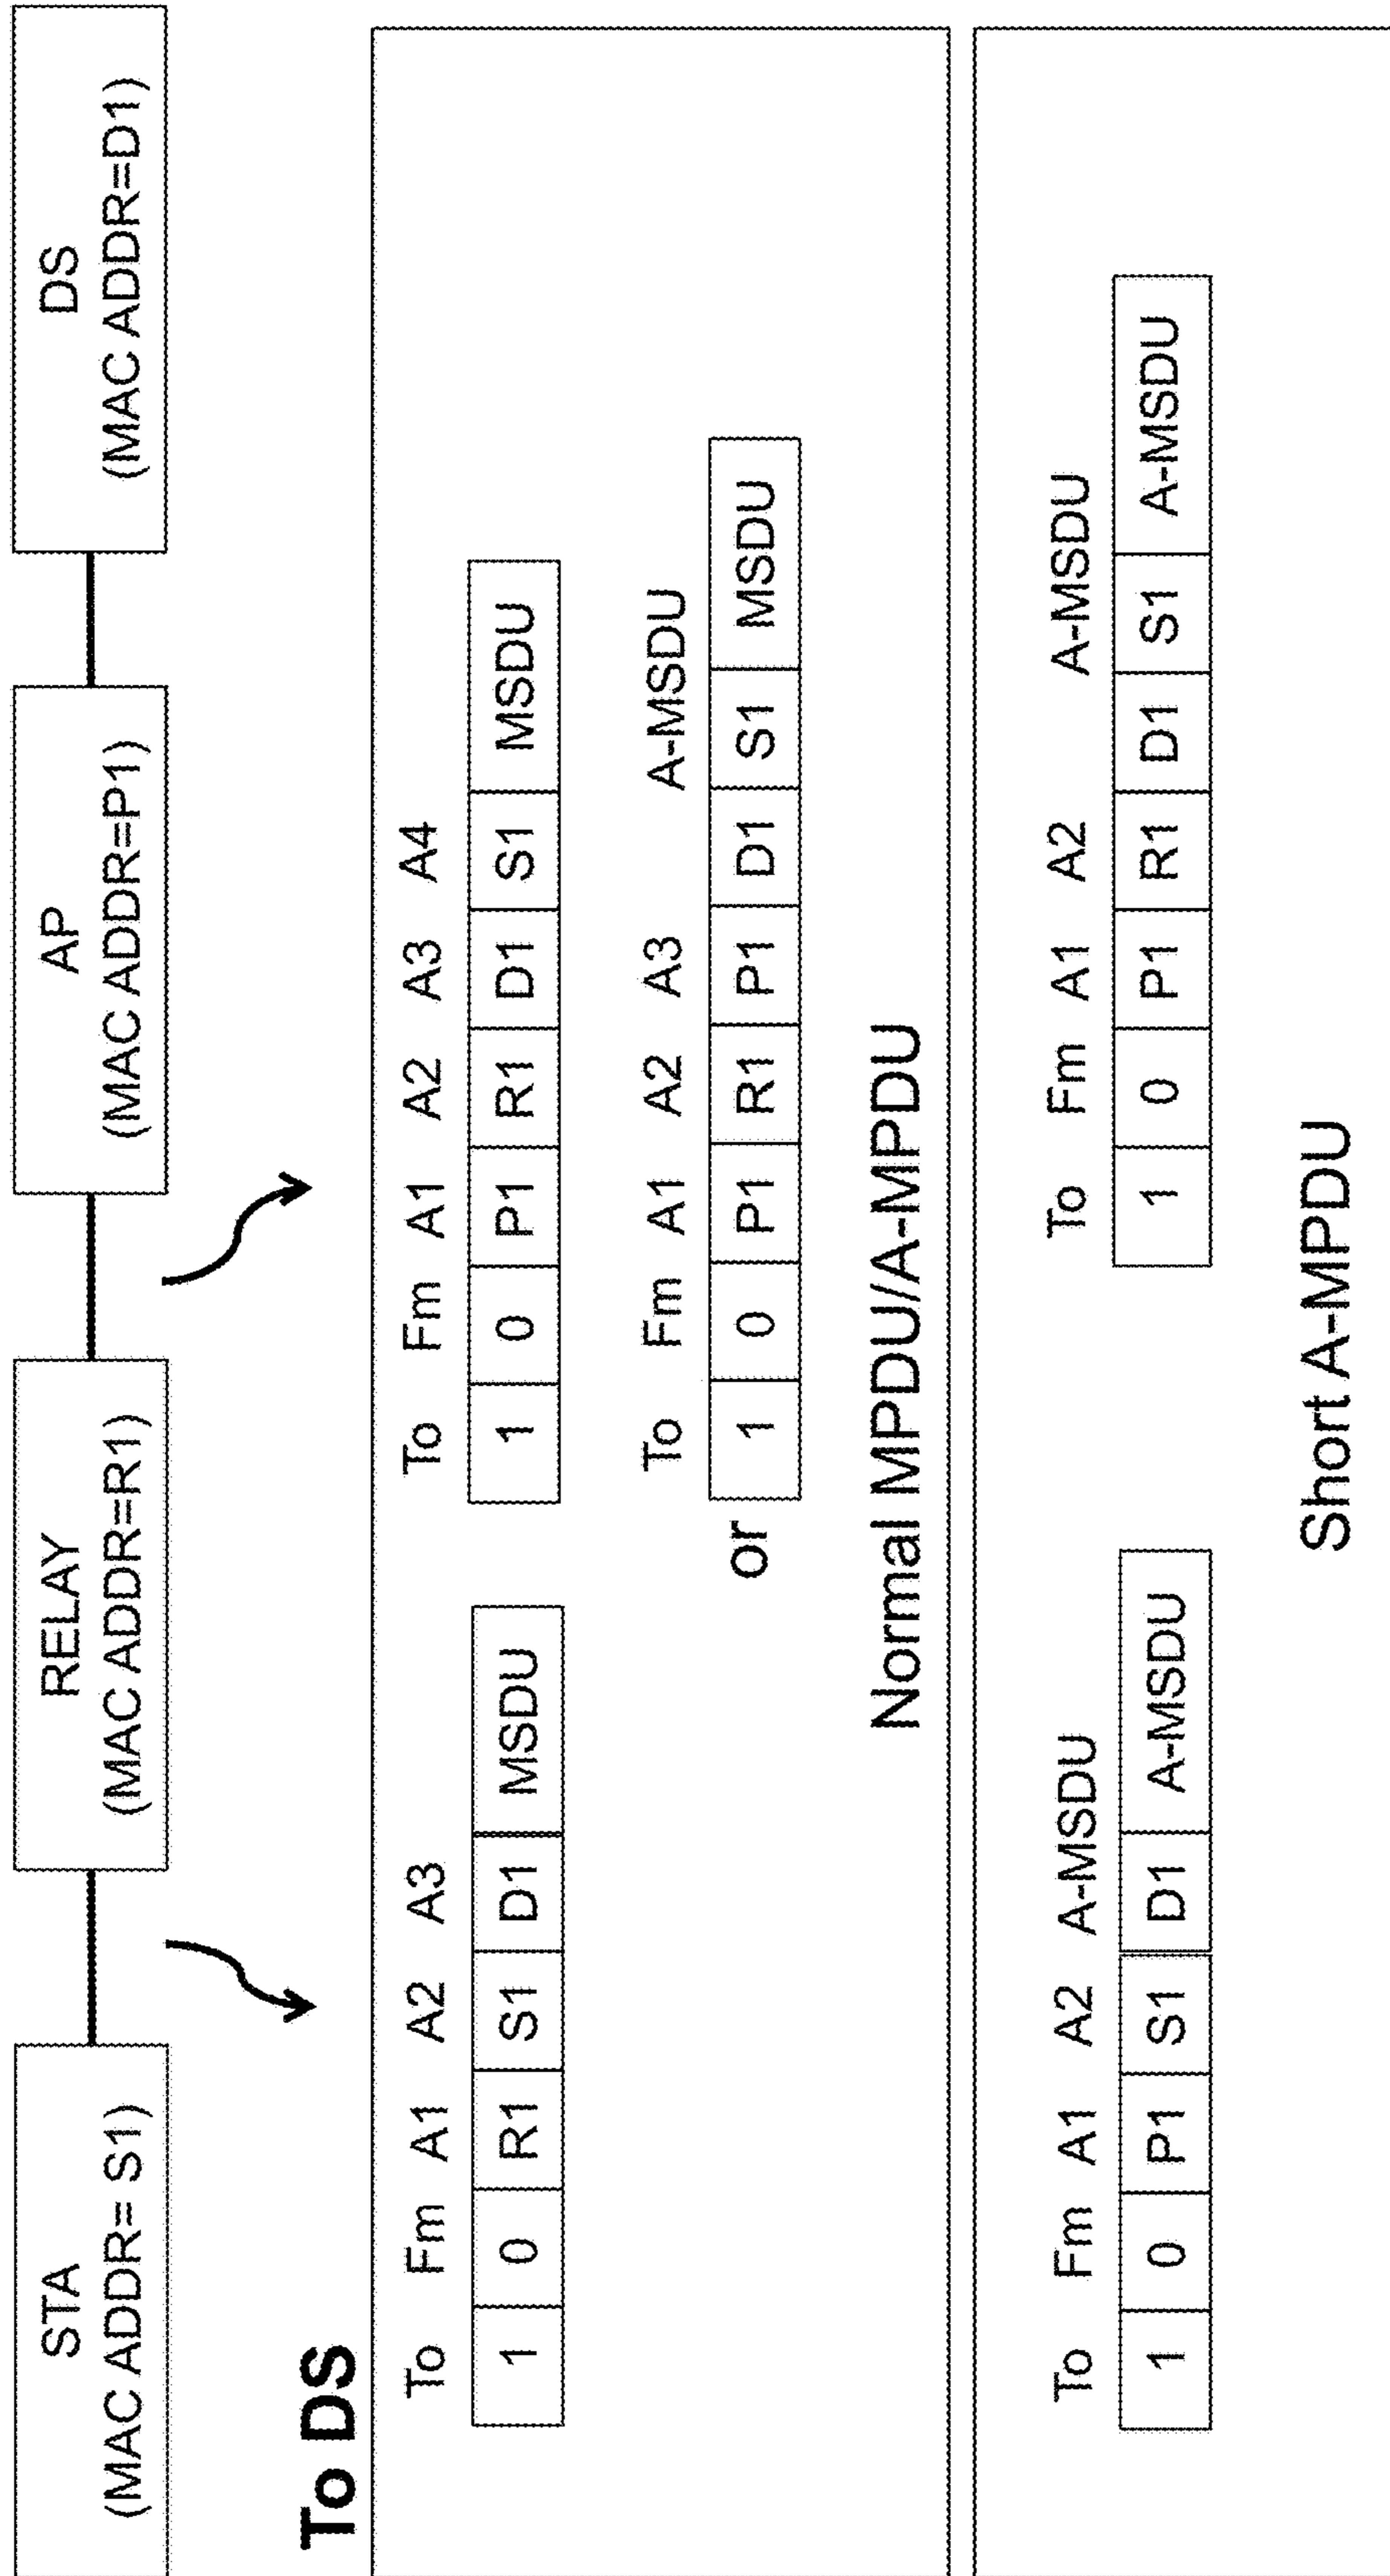 STA
(MAC ADDR= S1)
RELAY
(MAC ADDR=R1)
AP
(MAC ADDR=P1)
DS
(MAC ADDR=D1)
To DS
To Fm A1 A2 A3
1 0 R1 S1 D1 MSDU
To Fm A1 A2 A3 A4
1 0 P1 R1 D1 S1 MSDU
or
To Fm A1 A2 A3 A-MSDU
1 0 P1 R1 P1 D1 S1 MSDU
Normal MPDU/A-MPDU
To Fm A1 A2 A-MSDU
1 0 P1 S1 D1 A-MSDU
To Fm A1 A2 A-MSDU
1 0 P1 R1 D1 S1 A-MSDU
Short A-MPDU